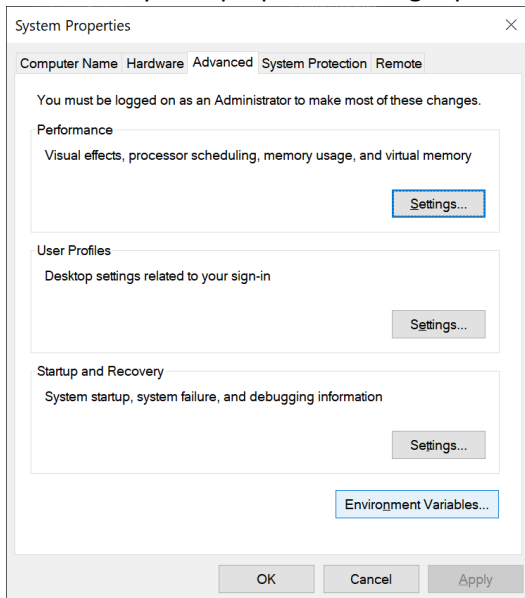 System Properties
Computer Name Hardware Advanced System Protection Remote
You must be logged on as an Administrator to make most of these changes.
Performance
Visual effects, processor scheduling, memory usage, and virtual memory
Settings...
User Profiles
Desktop settings related to your sign-in
Settings...
Startup and Recovery
System startup, system failure, and debugging information
Settings...
Environment Variables...
OK Cancel Apply